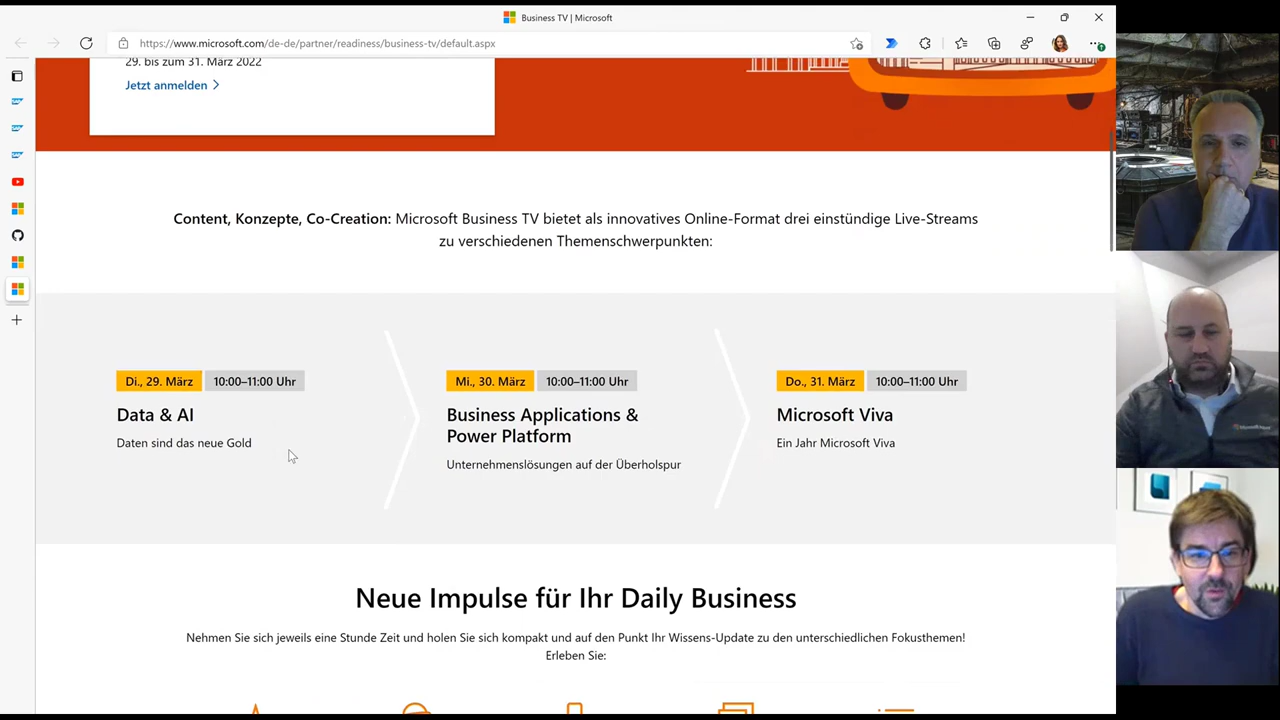 Business TV | Microsoft
https://www.microsoft.com/de-de/partner/readiness/business-tv/default.aspx
29. bis zum 31. März 2022
Jetzt anmelden
Content, Konzepte, Co-Creation: Microsoft Business TV bietet als innovatives Online-Format drei einstündige Live-Streams
zu verschiedenen Themenschwerpunkten:
Di., 29. März 10:00–11:00 Uhr
Data & AI
Daten sind das neue Gold
Mi., 30. März 10:00–11:00 Uhr
Business Applications &
Power Platform
Unternehmenslösungen auf der Überholspur
Do., 31. März 10:00–11:00 Uhr
Microsoft Viva
Ein Jahr Microsoft Viva
Neue Impulse für Ihr Daily Business
Nehmen Sie sich jeweils eine Stunde Zeit und holen Sie sich kompakt und auf den Punkt Ihr Wissens-Update zu den unterschiedlichen Fokusthemen!
Erleben Sie: